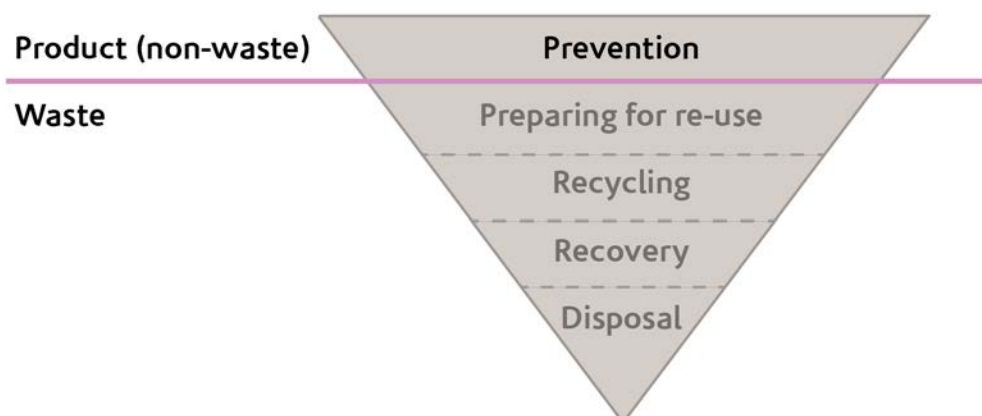 Product (non-waste)
Prevention
Waste
Preparing for re-use
Recycling
Recovery
Disposal